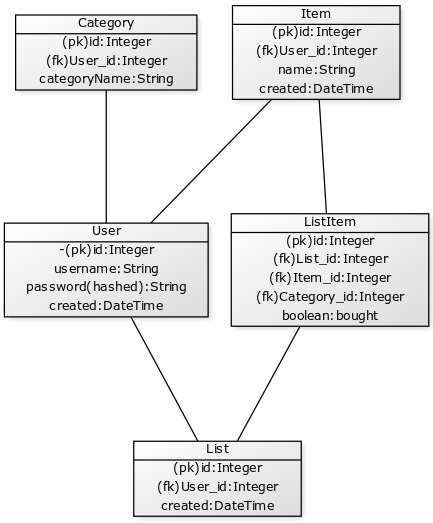 Category
(pk)id:Integer
(fk)User_id:Integer
categoryName:String
Item
(pk)id:Integer
(fk)User_id:Integer
name:String
created:DateTime
User
-(pk)id:Integer
username:String
password(hashed):String
created:DateTime
ListItem
(pk)id:Integer
(fk)List_id:Integer
(fk)Item_id:Integer
(fk)Category_id:Integer
boolean:bought
List
(pk)id:Integer
(fk)User_id:Integer
created:DateTime